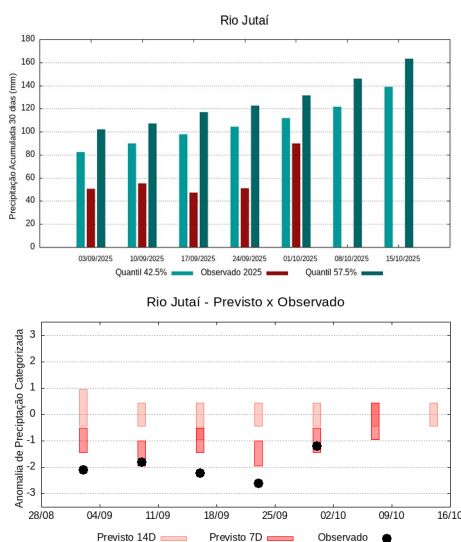 Rio Jutaí
Precipitação Acumulada 30 dias (mm)
180
160
140
120
100
80
60
40
20
0
03/09/2025 10/09/2025 17/09/2025 24/09/2025 01/10/2025 08/10/2025 15/10/2025
Quantil 42.5% Observado 2025 Quantil 57.5%
Rio Jutaí - Previsto x Observado
Anomalia de Precipitação Categorizada
3
2
1
0
-1
-2
-3
28/08 04/09 11/09 18/09 25/09 02/10 09/10 16/10
Previsto 14D Previsto 7D Observado